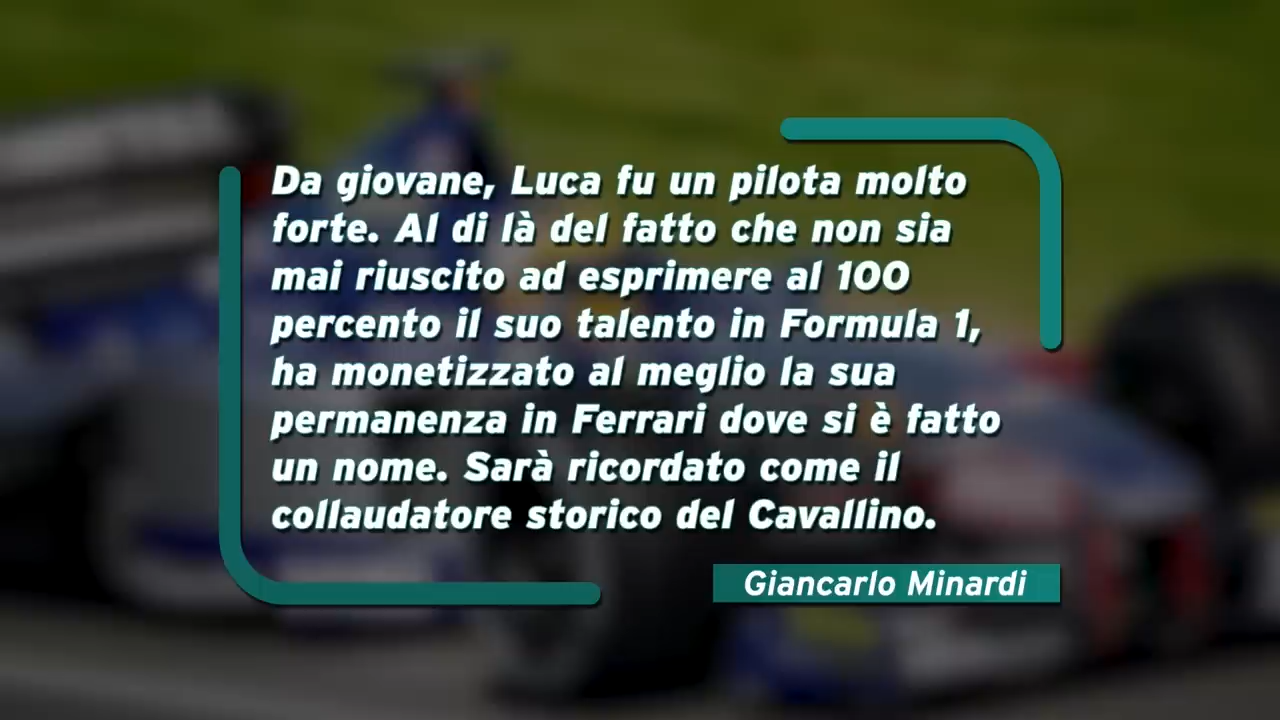 Da giovane, Luca fu un pilota molto
forte. Al di là del fatto che non sia
mai riuscito ad esprimere al 100
percento il suo talento in Formula 1,
ha monetizzato al meglio la sua
permanenza in Ferrari dove si è fatto
un nome. Sarà ricordato come il
collaudatore storico del Cavallino.
Giancarlo Minardi